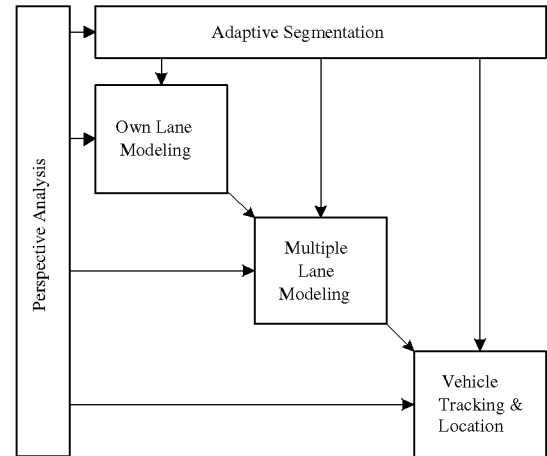 Adaptive Segmentation
Perspective Analysis
Own Lane
Modeling
Multiple
Lane
Modeling
Vehicle
Tracking &
Location